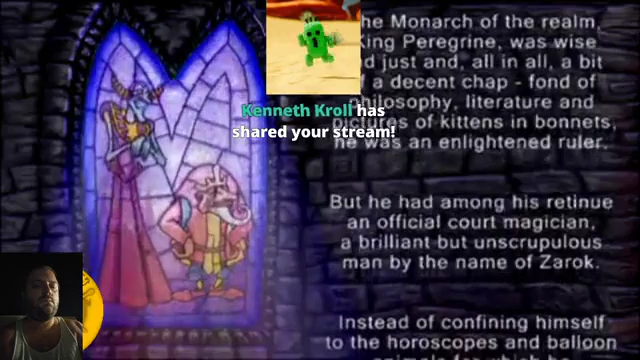 he Monarch of the realm,
ing Peregrine, was wise
d just and, all in all, a bit
a decent chap - fond of
philosophy, literature and
pictures of kittens in bonnets,
he was an enlightened ruler.
Kenneth Kroll has
shared your stream!
But he had among his retinue
an official court magician,
a brilliant but unscrupulous
man by the name of Zarok.
Instead of confining himself
to the horoscopes and balloon